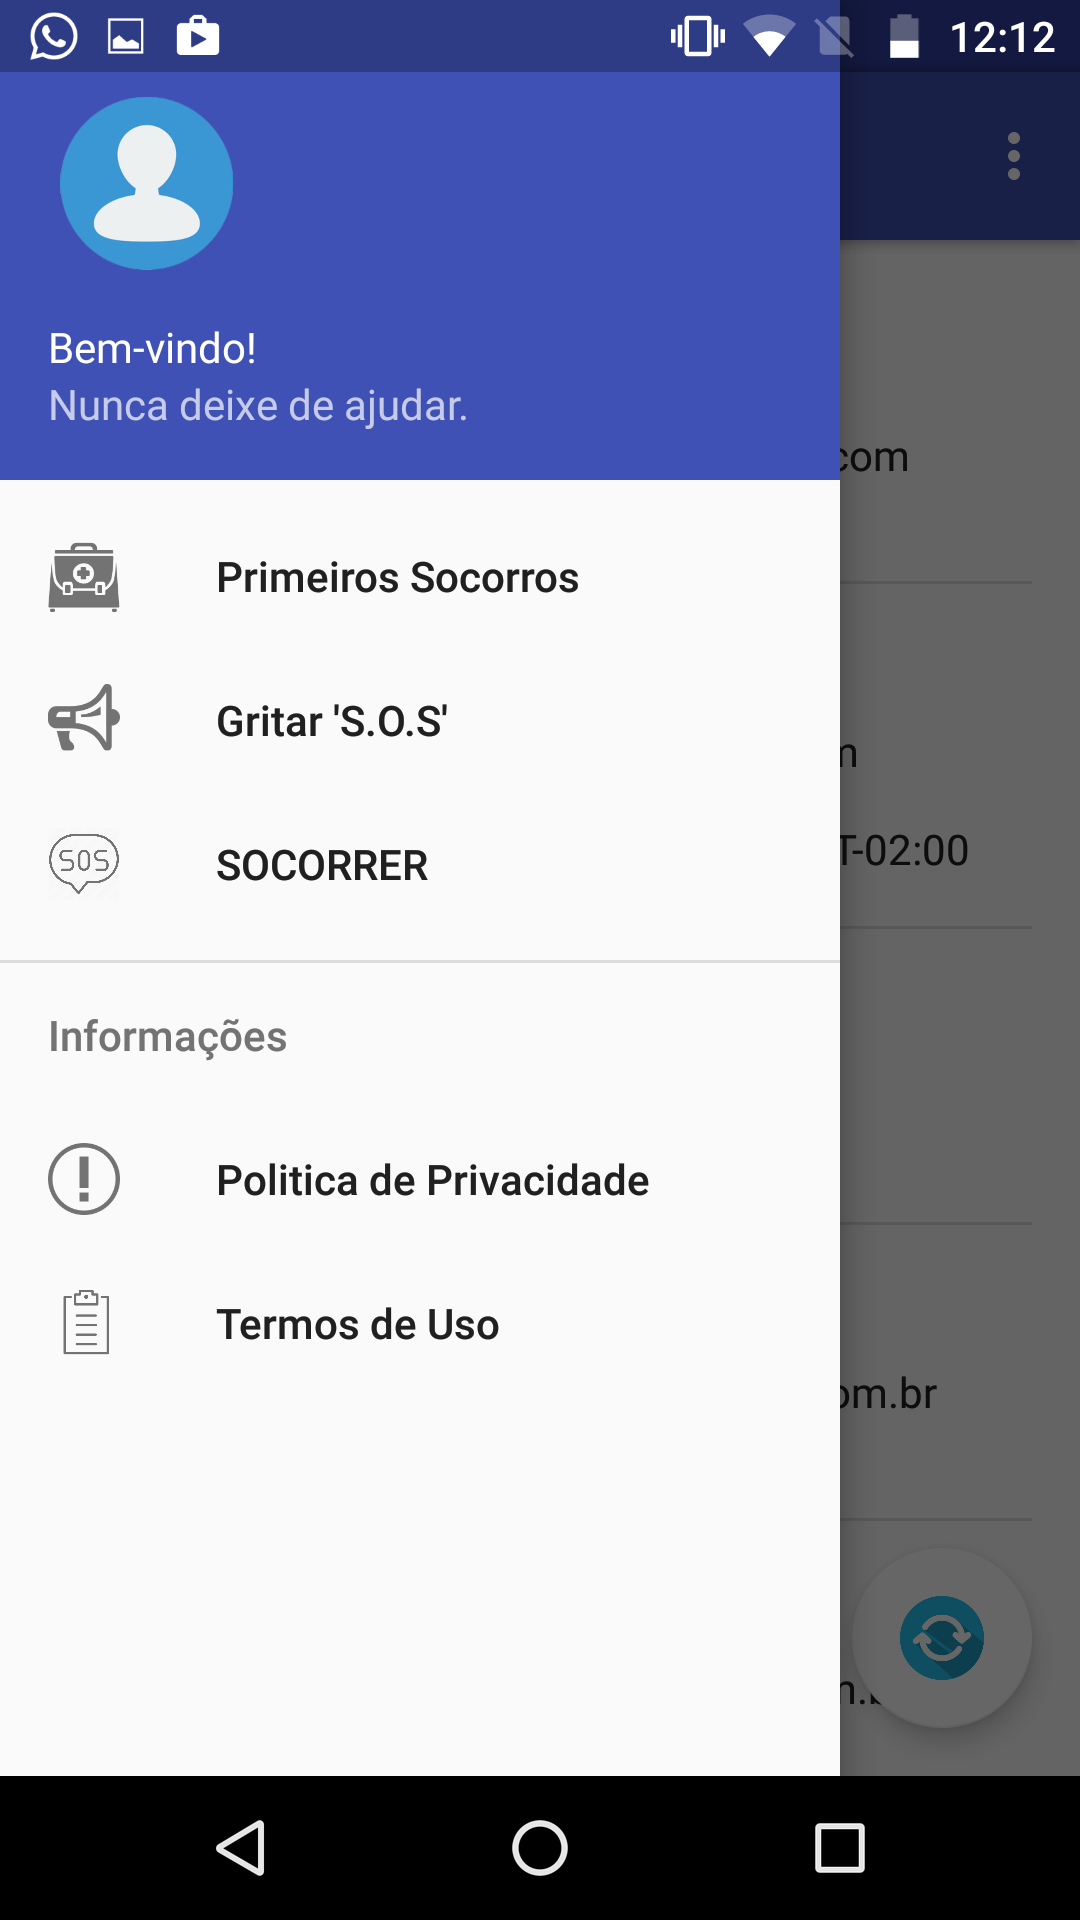 12:12
Bem-vindo!
Nunca deixe de ajudar.
com
Primeiros Socorros
Gritar 'S.O.S'
T-02:00
SOS
SOCORRER
Informações
Politica de Privacidade
Termos de Uso
om.br